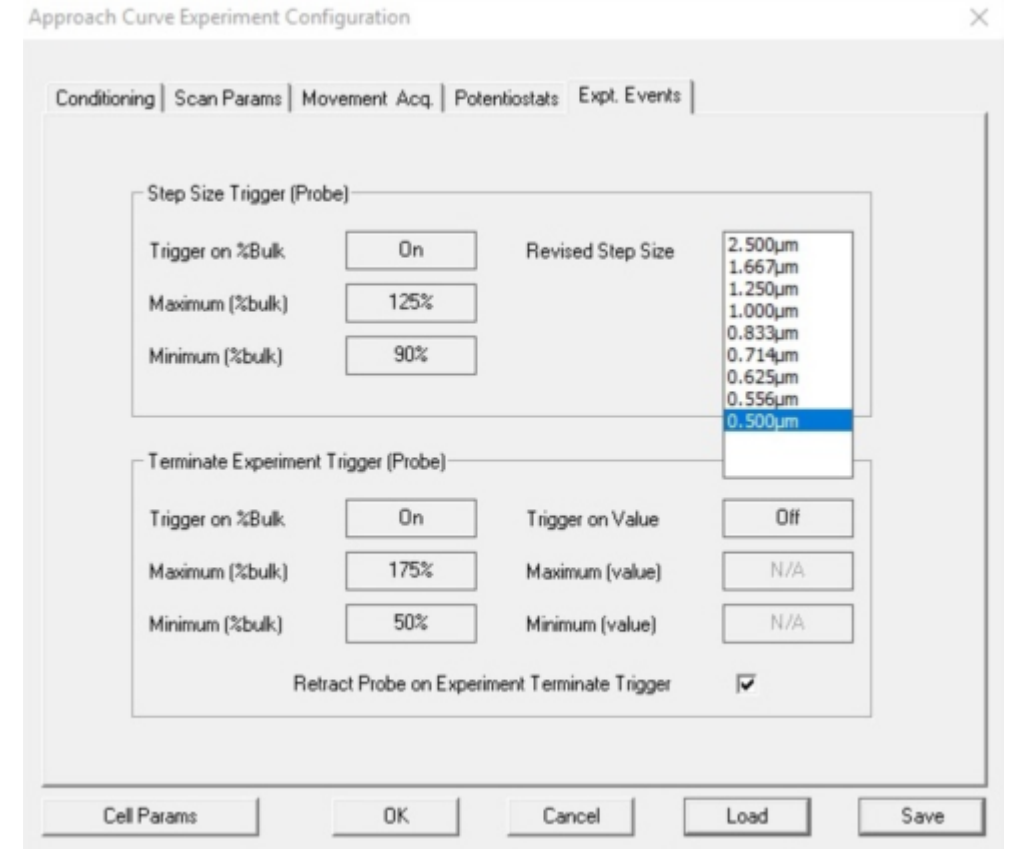 Approach Curve Experiment Configuration
Conditioning Scan Params Movement Acq. Potentiostats Expt. Events
Step Size Trigger (Probe)
Trigger on %Bulk On Revised Step Size
2.500µm
1.667µm
1.250µm
1.000µm
0.833µm
0.714µm
0.625µm
0.556µm
0.500µm
Maximum (%bulk) 125%
Minimum (%bulk) 90%
Terminate Experiment Trigger (Probe)
Trigger on %Bulk On Trigger on Value Off
Maximum (%bulk) 175% Maximum (value) N/A
Minimum (%bulk) 50% Minimum (value) N/A
Retract Probe on Experiment Terminate Trigger
Cell Params OK Cancel Load Save